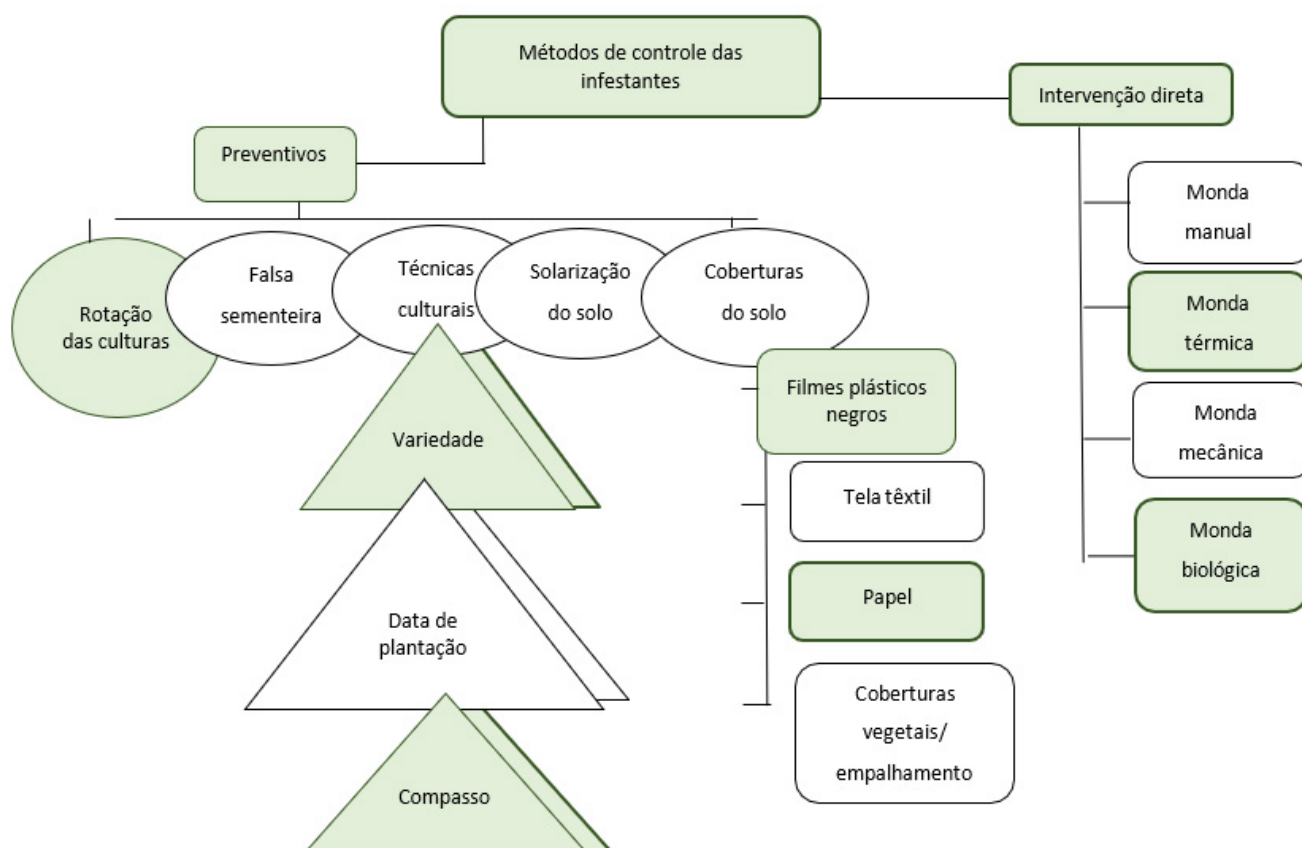 Métodos de controle das
infestantes
Intervenção direta
Preventivos
Rotação
das culturas
Falsa
sementeira
Técnicas
culturais
Solarização
do solo
Coberturas
do solo
Variedade
Data de
plantação
Compasso
Filmes plásticos
negros
Tela têxtil
Papel
Coberturas
vegetais/
empalhamento
Monda
manual
Monda
térmica
Monda
mecânica
Monda
biológica